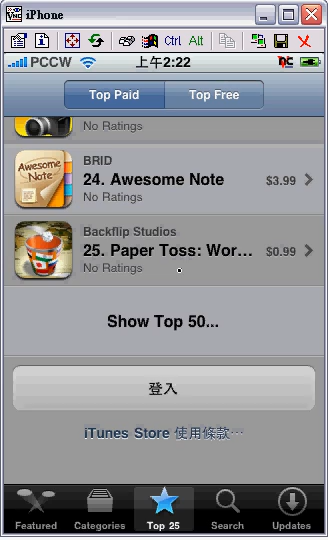 VNC iPhone
Ctrl Alt
PCCW 上午2:22
Top Paid Top Free
No Ratings
Awesome Note
BRID
24. Awesome Note $3.99
No Ratings
Backflip Studios
25. Paper Toss: Wor... $0.99
No Ratings
Show Top 50...
登入
iTunes Store 使用條款…
Featured Categories Top 25 Search Updates